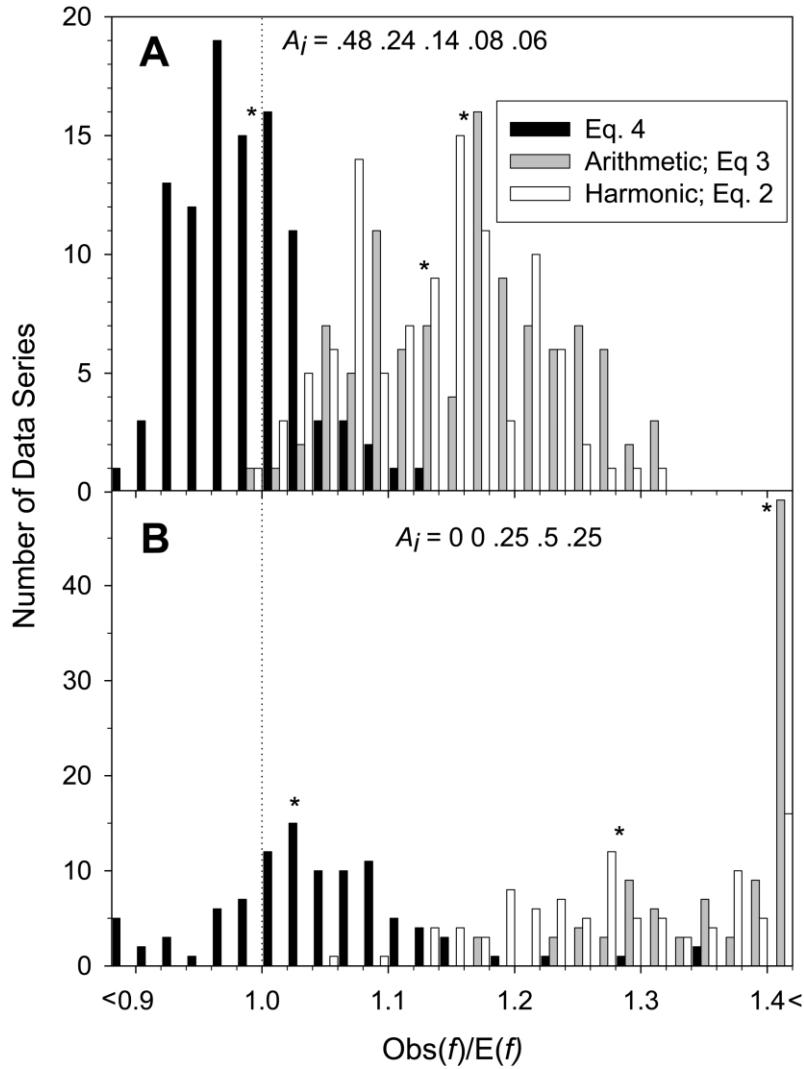 20
A
Ai = .48 .24 .14 .08 .06
*
*
*
Eq. 4
Arithmetic; Eq 3
Harmonic; Eq. 2
15
10
5
0
Number of Data Series
B
Ai = 0 0 .25 .5 .25
*
*
*
40
30
20
10
0
<0.9 1.0 1.1 1.2 1.3 1.4<
Obs(f)/E(f)